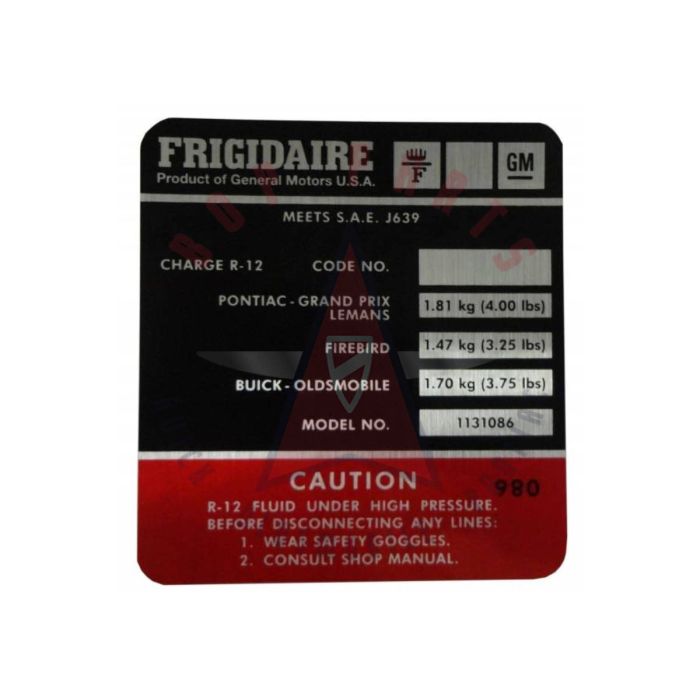 FRIGIDAIRE F GM
Product of General Motors U.S.A.
MEETS S.A.E. J639
CHARGE R-12 CODE NO.
PONTIAC - GRAND PRIX
LEMANS 1.81 kg (4.00 lbs)
FIREBIRD 1.47 kg (3.25 lbs)
BUICK - OLDSMOBILE 1.70 kg (3.75 lbs)
MODEL NO. 1131086
CAUTION 980
R-12 FLUID UNDER HIGH PRESSURE.
BEFORE DISCONNECTING ANY LINES:
1. WEAR SAFETY GOGGLES.
2. CONSULT SHOP MANUAL.